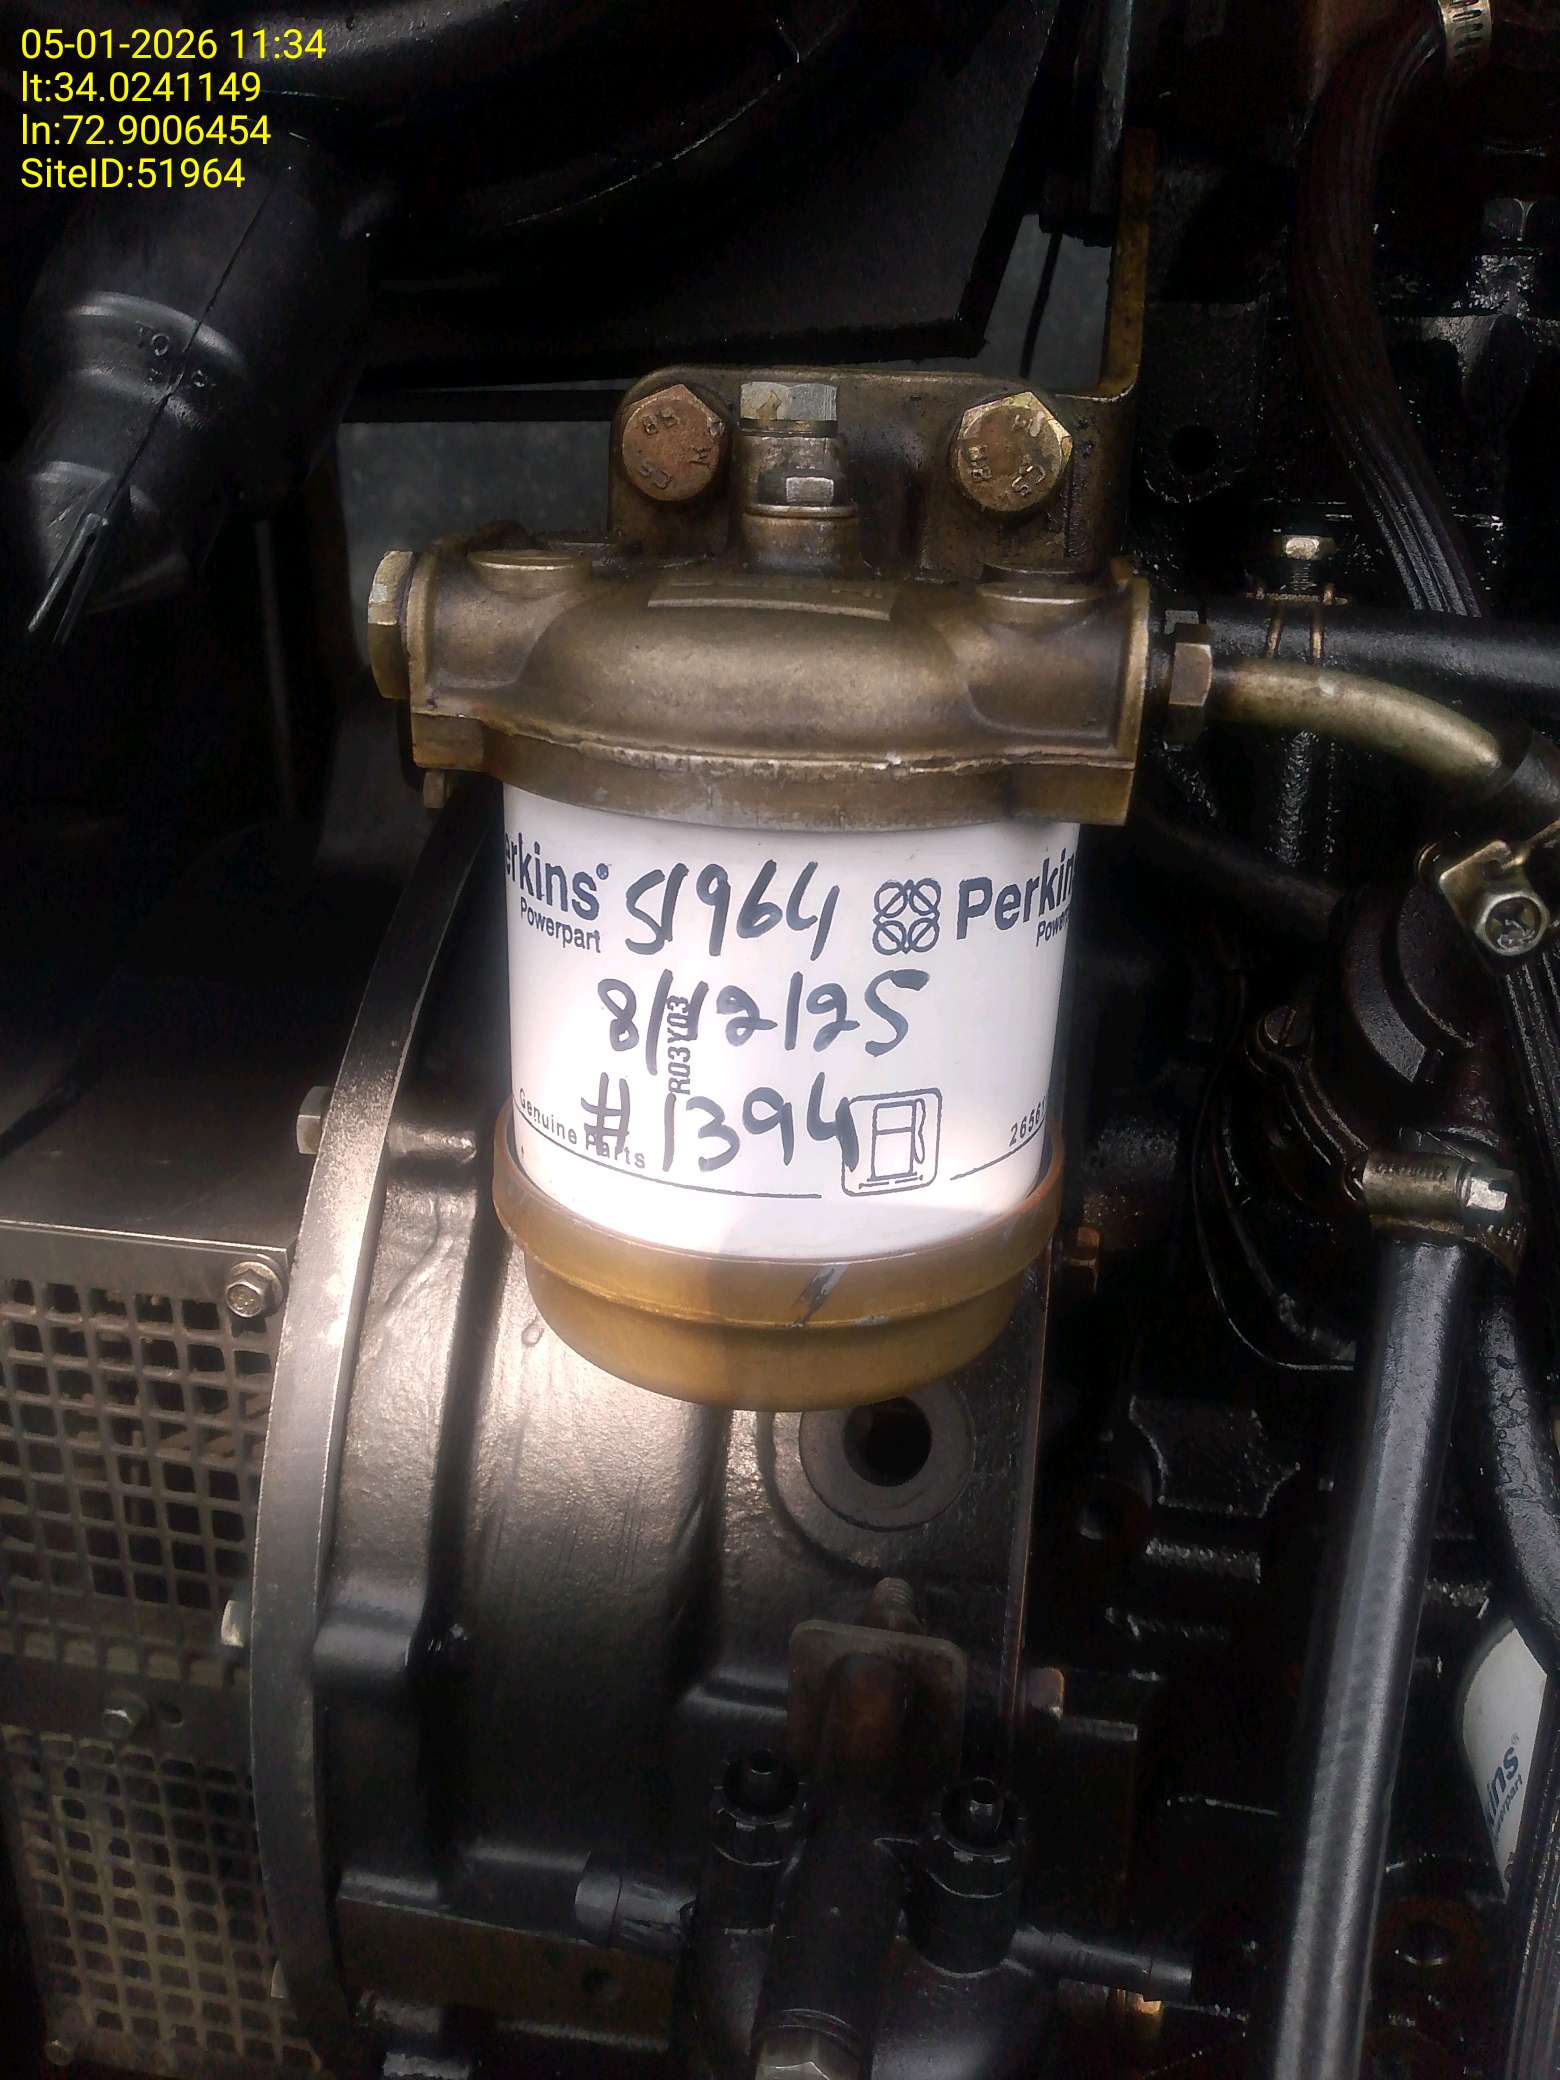 05-01-2026 11:34
lt:34.0241149
ln:72.9006454
SiteID:51964
Perkins®
Powerpart
51964
Perkins
8/12/25
R03Y03
#1394
Genuine Parts